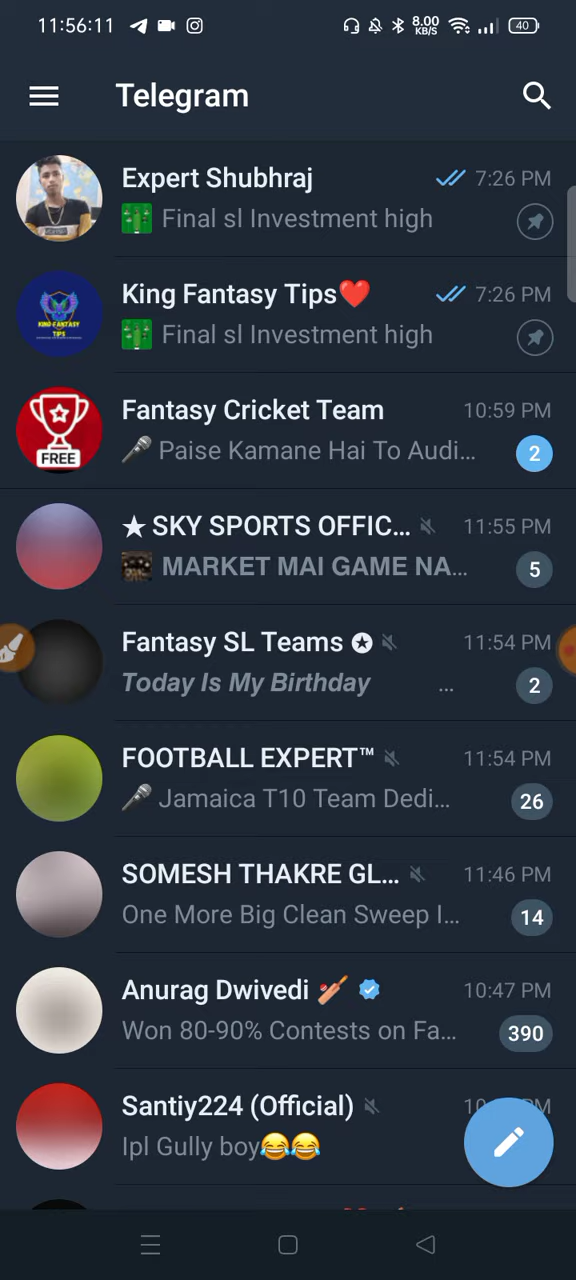 11:56:11 8.00 KB/S 40
Telegram
Expert Shubhraj 7:26 PM
Final sl Investment high
King Fantasy Tips❤️ 7:26 PM
Final sl Investment high
KING FANTASY
TIPS
Fantasy Cricket Team 10:59 PM
🎤 Paise Kamane Hai To Audi... 2
FREE
★ SKY SPORTS OFFIC... 11:55 PM
MARKET MAI GAME NA... 5
Fantasy SL Teams ✪ 11:54 PM
Today Is My Birthday ... 2
FOOTBALL EXPERT™ 11:54 PM
🎤 Jamaica T10 Team Dedi... 26
SOMESH THAKRE GL... 11:46 PM
One More Big Clean Sweep I... 14
Anurag Dwivedi 🏏 10:47 PM
Won 80-90% Contests on Fa... 390
Santiy224 (Official)
Ipl Gully boy😂😂